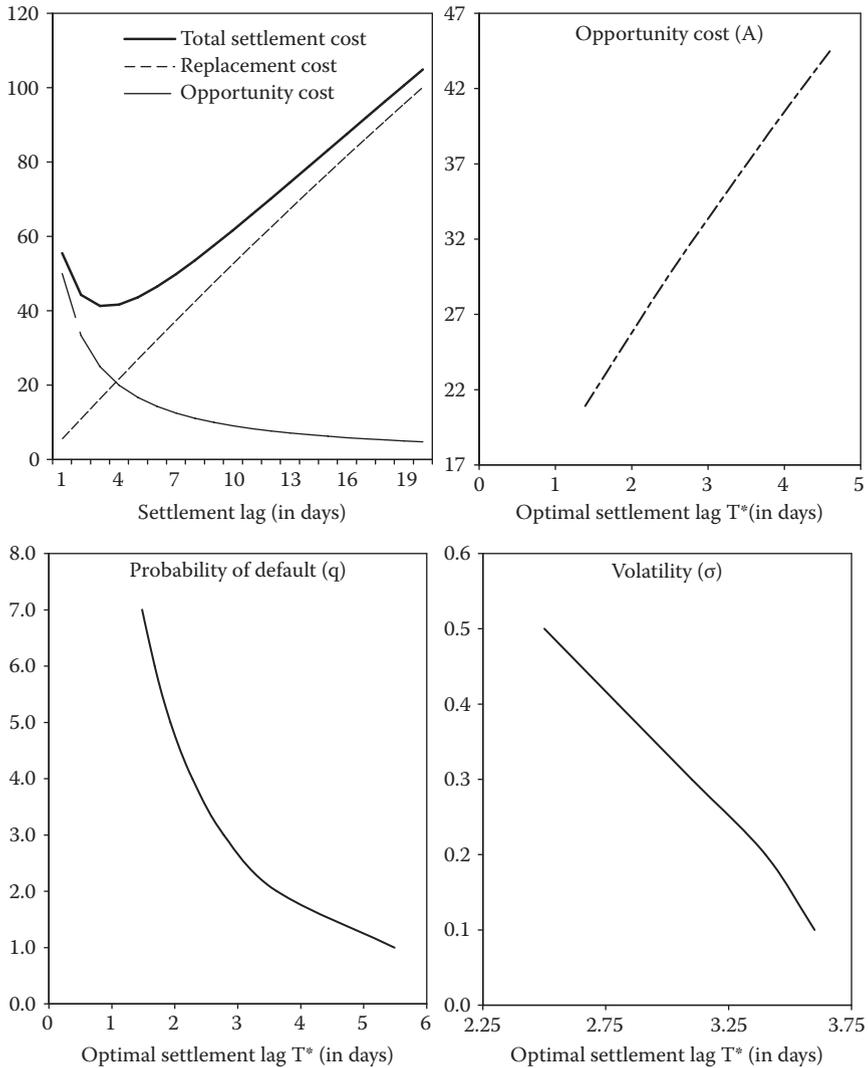 120
100
80
60
40
20
0
Total settlement cost
Replacement cost
Opportunity cost
1 4 7 10 13 16 19
Settlement lag (in days)
47
42
37
32
27
22
17
Opportunity cost (A)
0 1 2 3 4 5
Optimal settlement lag T*(in days)
8.0
7.0
6.0
5.0
4.0
3.0
2.0
1.0
0.0
Probability of default (q)
0 1 2 3 4 5 6
Optimal settlement lag T* (in days)
0.6
0.5
0.4
0.3
0.2
0.1
0.0
Volatility (σ)
2.25 2.75 3.25 3.75
Optimal settlement lag T* (in days)